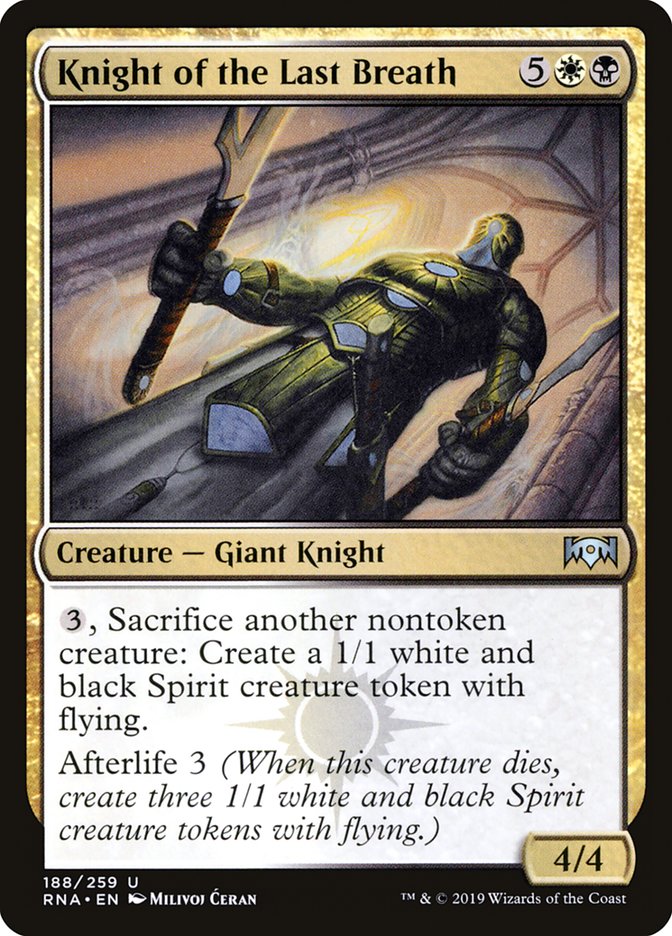 Knight of the Last Breath 5
Creature — Giant Knight
3, Sacrifice another nontoken
creature: Create a 1/1 white and
black Spirit creature token with
flying.
Afterlife 3 (When this creature dies,
create three 1/1 white and black Spirit
creature tokens with flying.)
4/4
188/259 U
RNA • EN Milivoj Ćeran
™ & © 2019 Wizards of the Coast